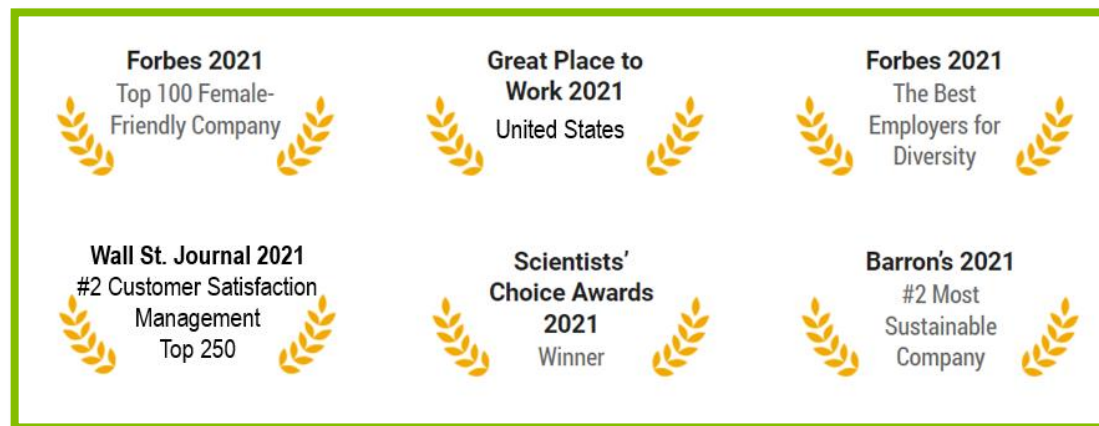 Forbes 2021
Top 100 Female-
Friendly Company
Great Place to
Work 2021
United States
Forbes 2021
The Best
Employers for
Diversity
Wall St. Journal 2021
#2 Customer Satisfaction
Management
Top 250
Scientists’
Choice Awards
2021
Winner
Barron’s 2021
#2 Most
Sustainable
Company